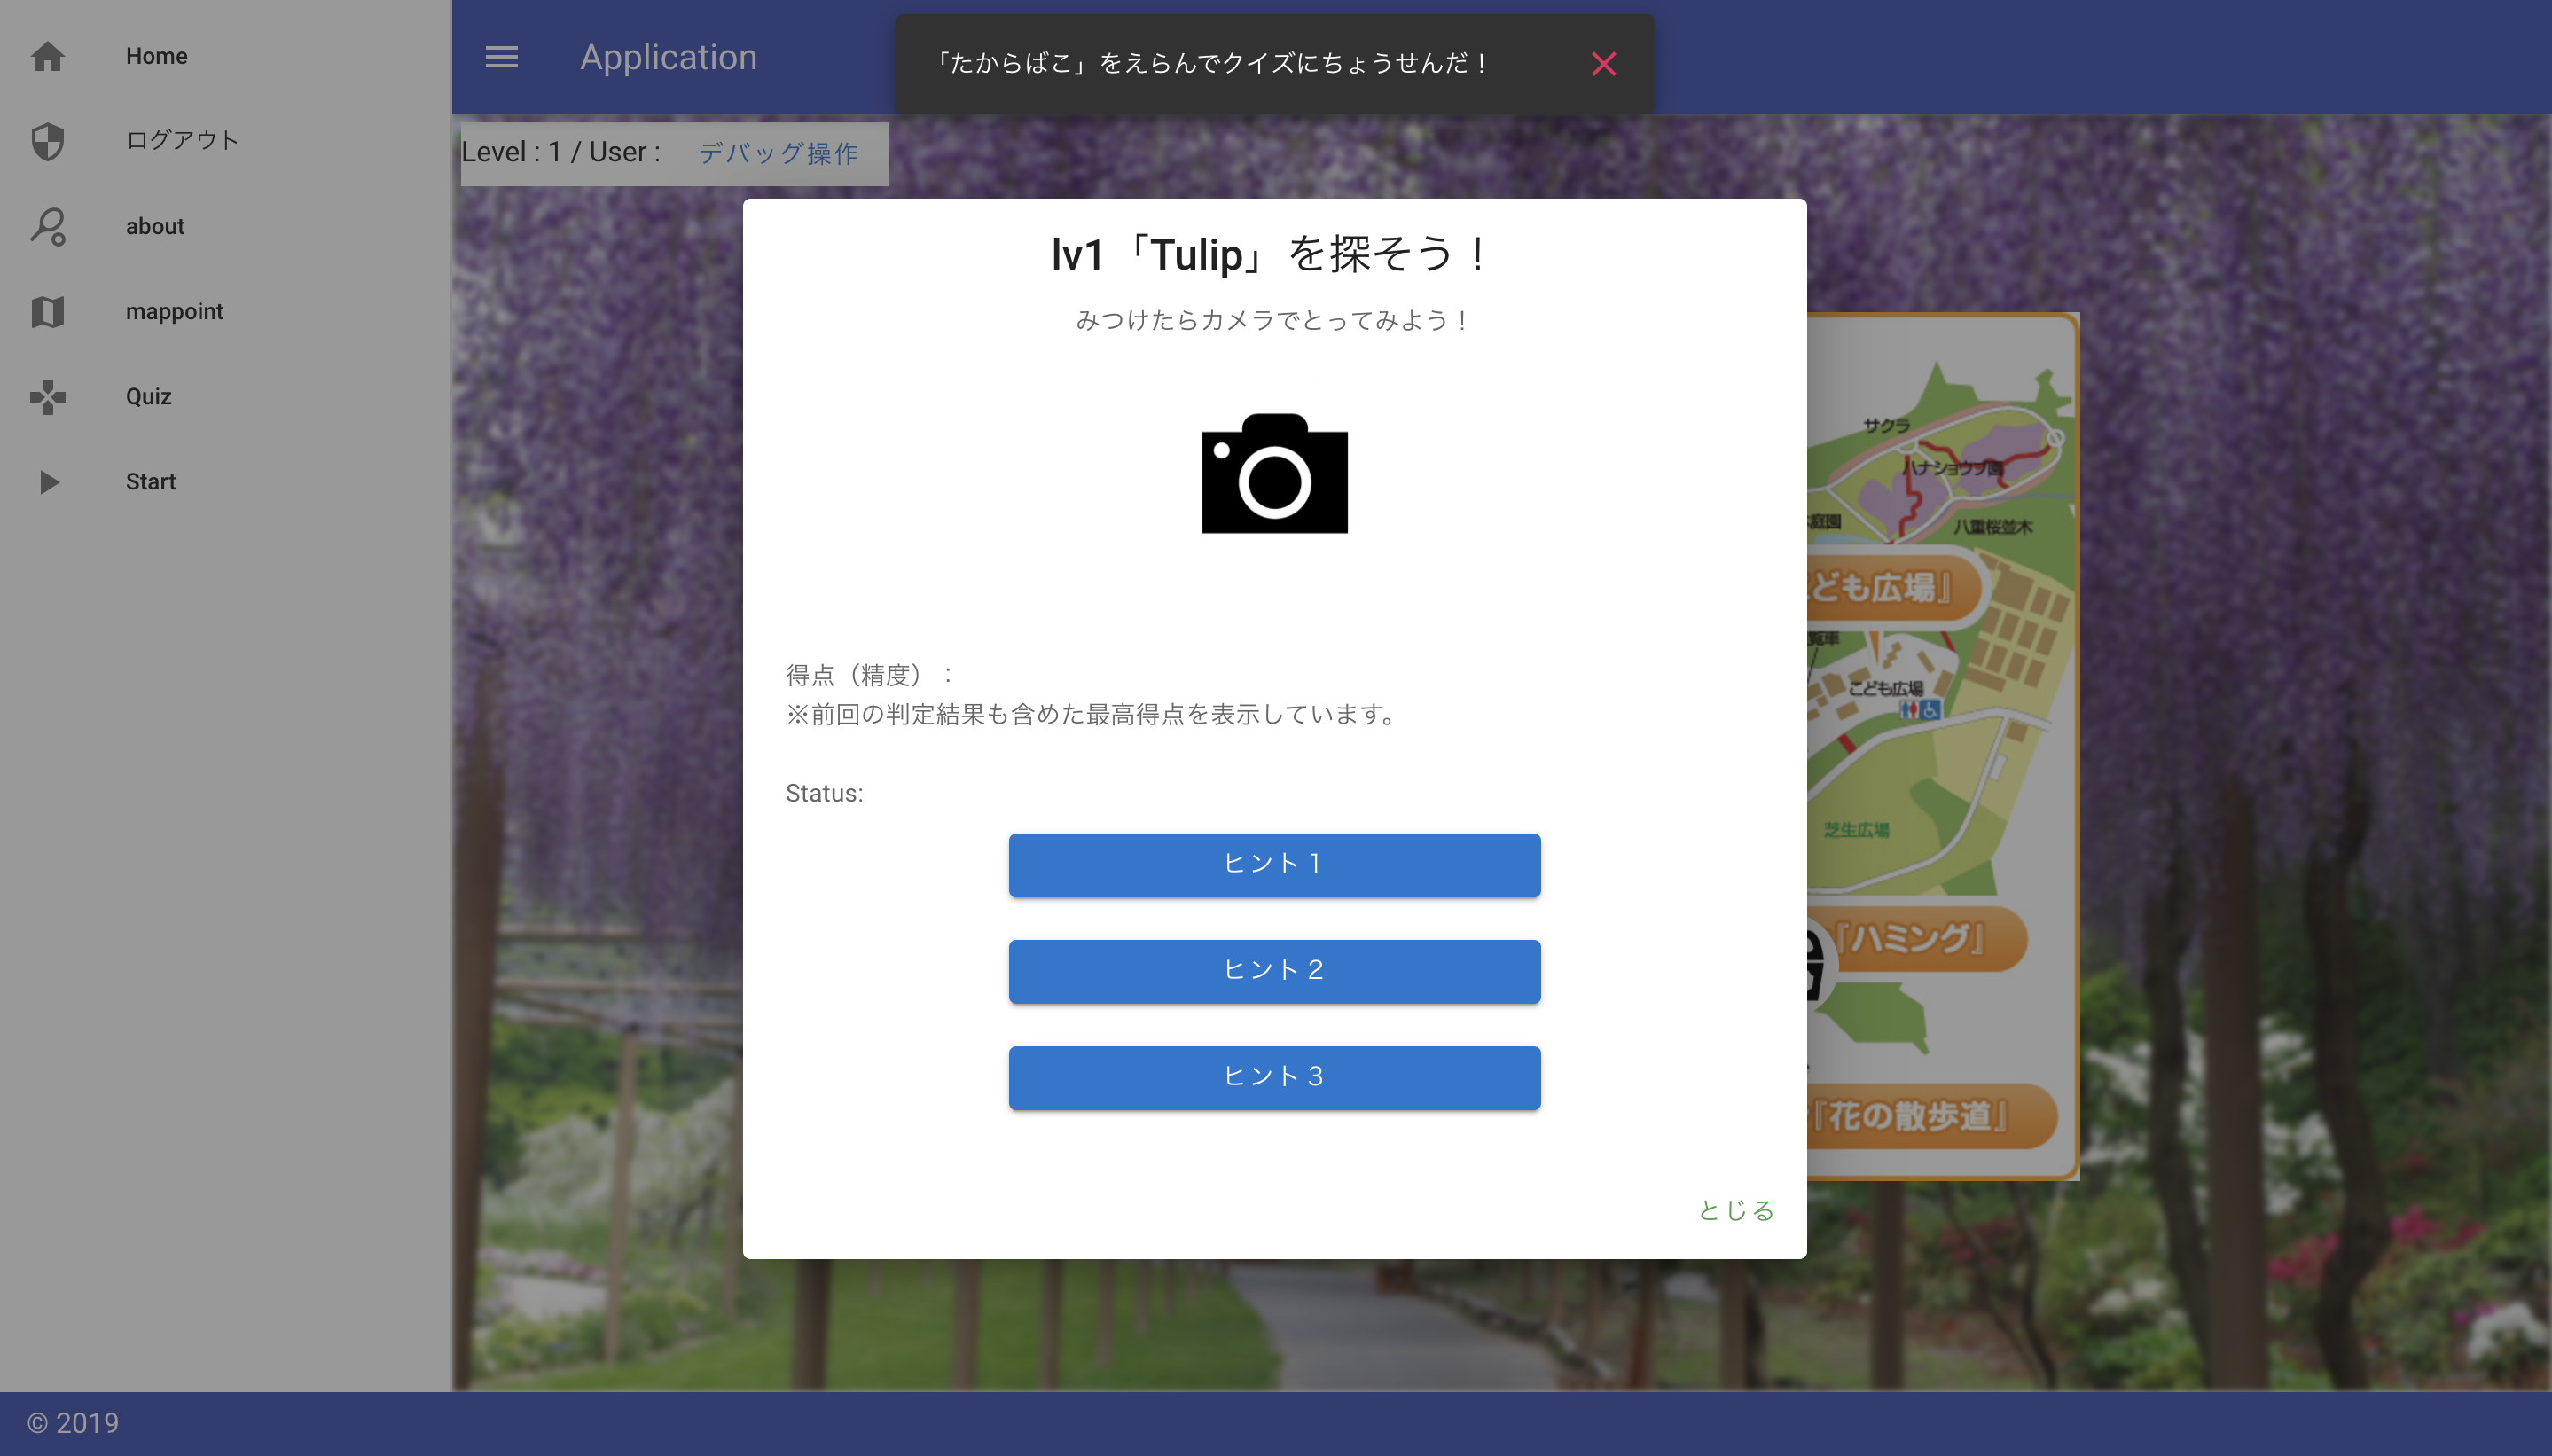 Home
ログアウト
about
mappoint
Quiz
Start
Application
「たからばこ」をえらんでクイズにちょうせんだ！
Level : 1 / User :
デバッグ操作
lv1「Tulip」を探そう！
みつけたらカメラでとってみよう！
得点（精度）：
※前回の判定結果も含めた最高得点を表示しています。
Status:
ヒント１
ヒント２
ヒント３
とじる
サクラ
ハナショウブ園
庭園
八重桜並木
ども広場』
覧車
こども広場
芝生広場
『ハミング』
『花の散歩道』
© 2019